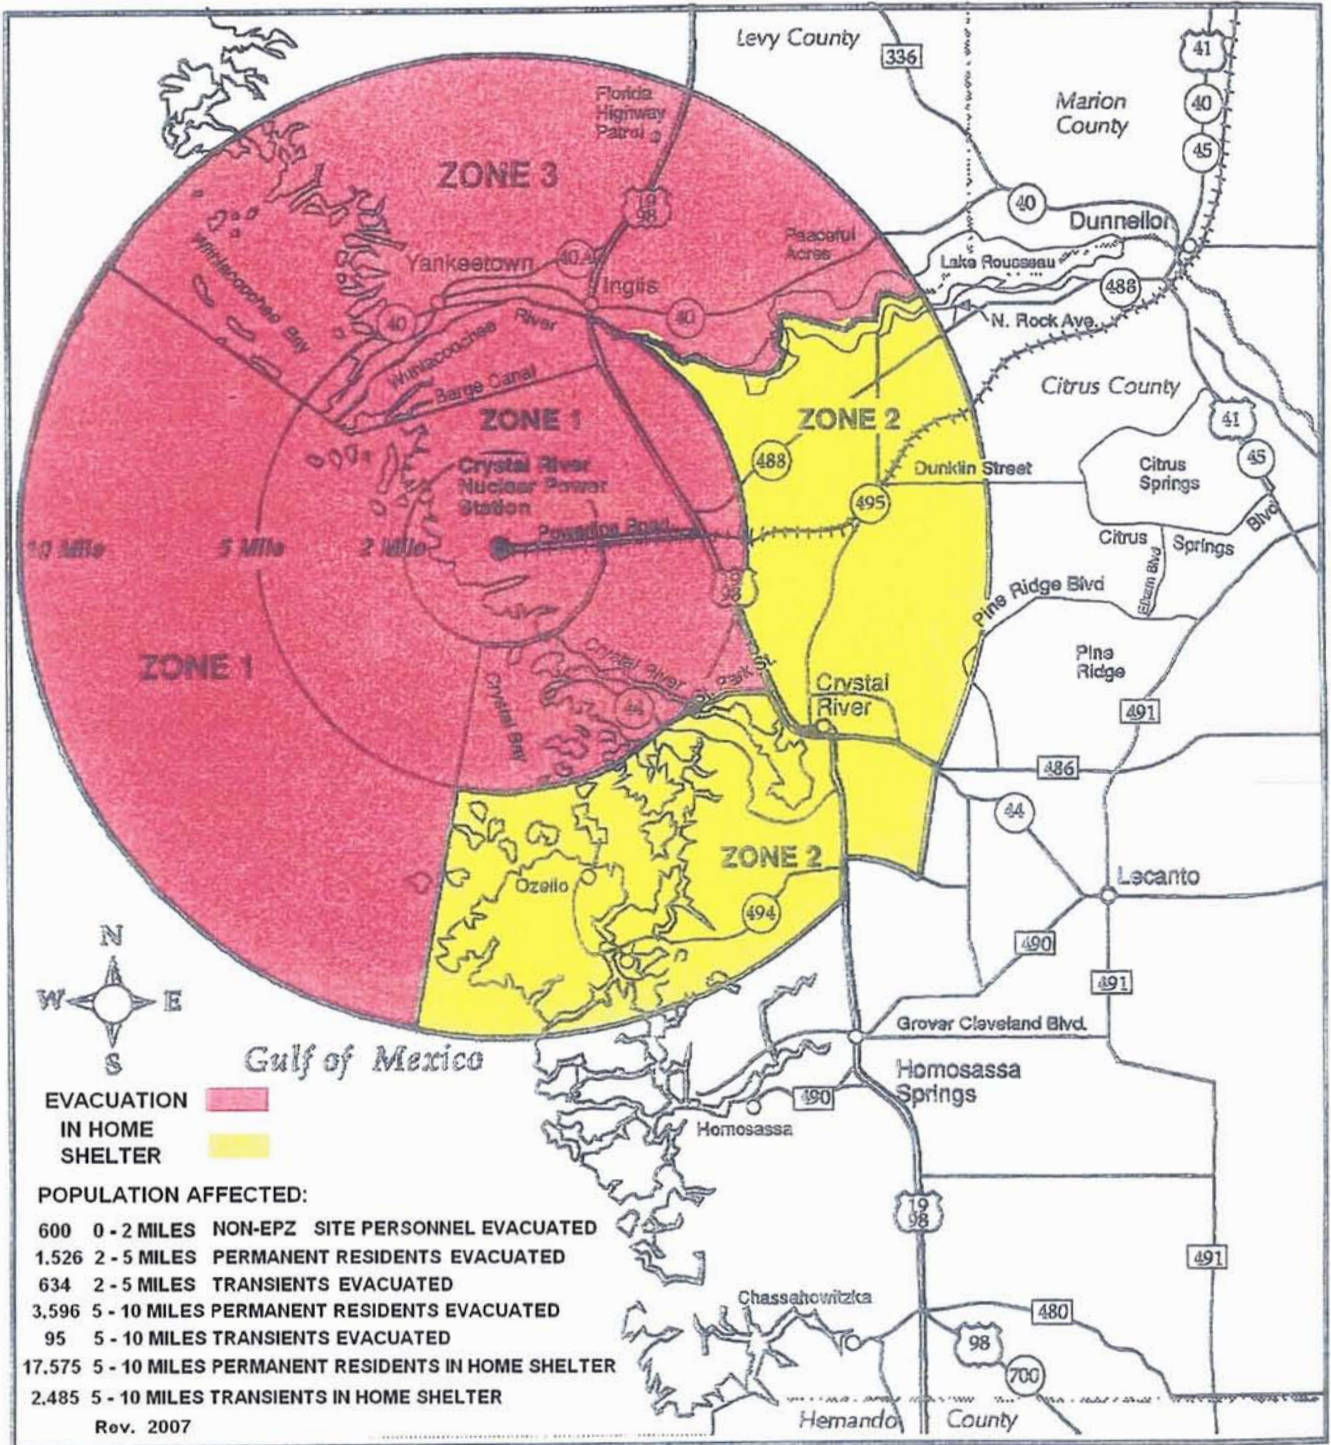 Levy County
336
41
Marion
County
40
45
Florida
Highway
Patrol
ZONE 3
19
98
40
Dunnellon
Peaceful
Acres
Lake Rousseau
Yankeetown
40 A
Inglis
488
Withlacoochee Bay
40
River
40
N. Rock Ave.
Withlacoochee
Barge Canal
Citrus County
ZONE 1
ZONE 2
41
45
Crystal River
Nuclear Power
Station
488
Dunklin Street
Citrus
Springs
495
Powerline Road
10 Mile
5 Mile
2 Mile
Citrus
Springs
Blvd
Elkcam Blvd
19
98
Pine Ridge Blvd
ZONE 1
Crystal River
Park St.
Pine
Ridge
Crystal Bay
44
Crystal
River
491
486
44
ZONE 2
Ozello
Lecanto
494
490
N
W
E
S
491
Grover Cleveland Blvd.
Gulf of Mexico
Homosassa
Springs
EVACUATION
490
IN HOME
SHELTER
Homosassa
POPULATION AFFECTED:
600 0 - 2 MILES NON-EPZ SITE PERSONNEL EVACUATED
19
98
1.526 2 - 5 MILES PERMANENT RESIDENTS EVACUATED
491
634 2 - 5 MILES TRANSIENTS EVACUATED
3,596 5 - 10 MILES PERMANENT RESIDENTS EVACUATED
Chassahowitzka
480
95 5 - 10 MILES TRANSIENTS EVACUATED
98
17.575 5 - 10 MILES PERMANENT RESIDENTS IN HOME SHELTER
700
2.485 5 - 10 MILES TRANSIENTS IN HOME SHELTER
Rev. 2007
Hernando County